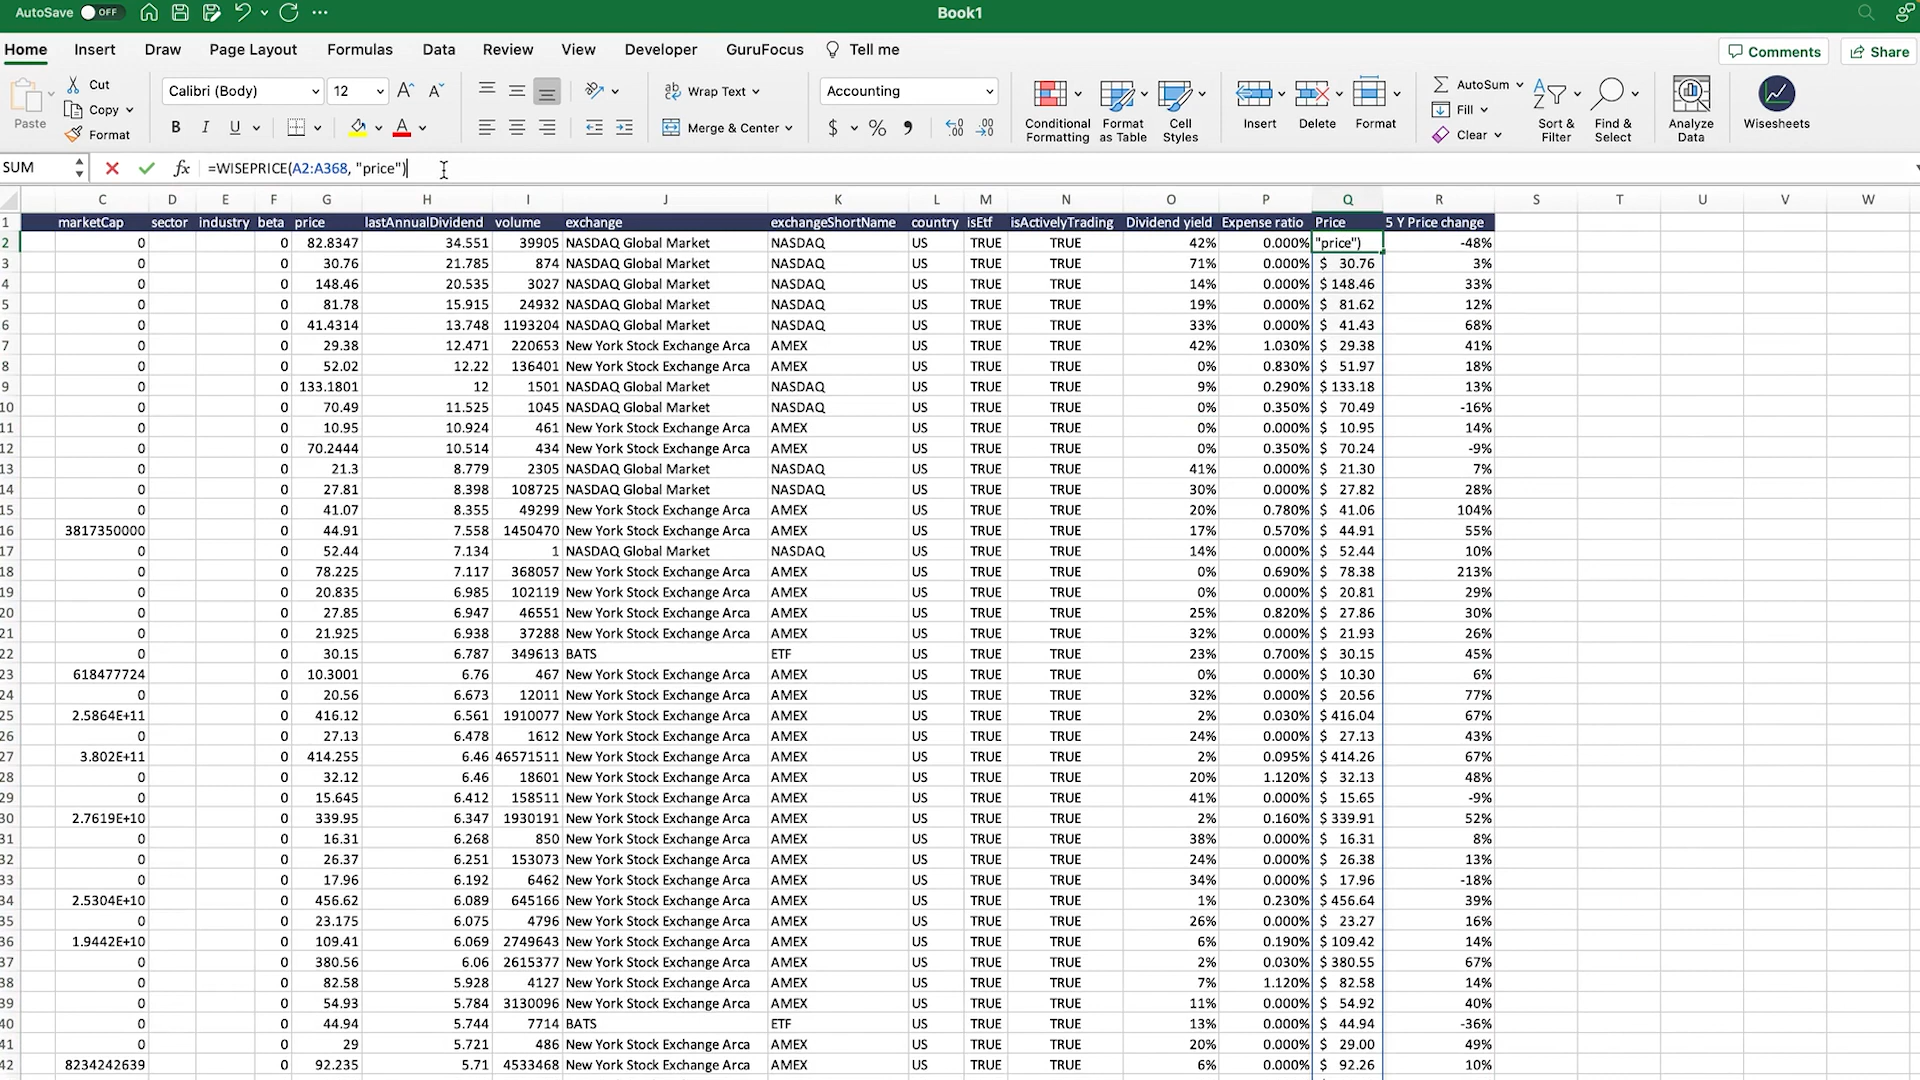 AutoSave OFF Book1
Home Insert Draw Page Layout Formulas Data Review View Developer GuruFocus Tell me Comments Share
Paste Cut Copy Format Calibri (Body) 12 A^ Aˇ B I U Wrap Text Merge & Center Accounting $ % Conditional Formatting Format as Table Cell Styles Insert Delete Format AutoSum Fill Clear Sort & Filter Find & Select Analyze Data Wisesheets
SUM fx =WISEPRICE(A2:A368, "price")
C D E F G H I J K L M N O P Q R S T U V W
1 marketCap sector industry beta price lastAnnualDividend volume exchange exchangeShortName country isEtf isActivelyTrading Dividend yield Expense ratio Price 5 Y Price change
2 0 0 82.8347 34.551 39905 NASDAQ Global Market NASDAQ US TRUE TRUE 42% 0.000% "price") -48%
3 0 0 30.76 21.785 874 NASDAQ Global Market NASDAQ US TRUE TRUE 71% 0.000% $ 30.76 3%
4 0 0 148.46 20.535 3027 NASDAQ Global Market NASDAQ US TRUE TRUE 14% 0.000% $ 148.46 33%
5 0 0 81.78 15.915 24932 NASDAQ Global Market NASDAQ US TRUE TRUE 19% 0.000% $ 81.62 12%
6 0 0 41.4314 13.748 1193204 NASDAQ Global Market NASDAQ US TRUE TRUE 33% 0.000% $ 41.43 68%
7 0 0 29.38 12.471 220653 New York Stock Exchange Arca AMEX US TRUE TRUE 42% 1.030% $ 29.38 41%
8 0 0 52.02 12.22 136401 New York Stock Exchange Arca AMEX US TRUE TRUE 0% 0.830% $ 51.97 18%
9 0 0 133.1801 12 1501 NASDAQ Global Market NASDAQ US TRUE TRUE 9% 0.290% $ 133.18 13%
10 0 0 70.49 11.525 1045 NASDAQ Global Market NASDAQ US TRUE TRUE 0% 0.350% $ 70.49 -16%
11 0 0 10.95 10.924 461 New York Stock Exchange Arca AMEX US TRUE TRUE 0% 0.000% $ 10.95 14%
12 0 0 70.2444 10.514 434 New York Stock Exchange Arca AMEX US TRUE TRUE 0% 0.350% $ 70.24 -9%
13 0 0 21.3 8.779 2305 NASDAQ Global Market NASDAQ US TRUE TRUE 41% 0.000% $ 21.30 7%
14 0 0 27.81 8.398 108725 NASDAQ Global Market NASDAQ US TRUE TRUE 30% 0.000% $ 27.82 28%
15 0 0 41.07 8.355 49299 New York Stock Exchange Arca AMEX US TRUE TRUE 20% 0.780% $ 41.06 104%
16 3817350000 0 44.91 7.558 1450470 New York Stock Exchange Arca AMEX US TRUE TRUE 17% 0.570% $ 44.91 55%
17 0 0 52.44 7.134 1 NASDAQ Global Market NASDAQ US TRUE TRUE 14% 0.000% $ 52.44 10%
18 0 0 78.225 7.117 368057 New York Stock Exchange Arca AMEX US TRUE TRUE 0% 0.690% $ 78.38 213%
19 0 0 20.835 6.985 102119 New York Stock Exchange Arca AMEX US TRUE TRUE 0% 0.000% $ 20.81 29%
20 0 0 27.85 6.947 46551 New York Stock Exchange Arca AMEX US TRUE TRUE 25% 0.820% $ 27.86 30%
21 0 0 21.925 6.938 37288 New York Stock Exchange Arca AMEX US TRUE TRUE 32% 0.000% $ 21.93 26%
22 0 0 30.15 6.787 349613 BATS ETF US TRUE TRUE 23% 0.700% $ 30.15 45%
23 618477724 0 10.3001 6.76 467 New York Stock Exchange Arca AMEX US TRUE TRUE 0% 0.000% $ 10.30 6%
24 0 0 20.56 6.673 12011 New York Stock Exchange Arca AMEX US TRUE TRUE 32% 0.000% $ 20.56 77%
25 2.5864E+11 0 416.12 6.561 1910077 New York Stock Exchange Arca AMEX US TRUE TRUE 2% 0.030% $ 416.04 67%
26 0 0 27.13 6.478 1612 New York Stock Exchange Arca AMEX US TRUE TRUE 24% 0.000% $ 27.13 43%
27 3.802E+11 0 414.255 6.46 46571511 New York Stock Exchange Arca AMEX US TRUE TRUE 2% 0.095% $ 414.26 67%
28 0 0 32.12 6.46 18601 New York Stock Exchange Arca AMEX US TRUE TRUE 20% 1.120% $ 32.13 48%
29 0 0 15.645 6.412 158511 New York Stock Exchange Arca AMEX US TRUE TRUE 41% 0.000% $ 15.65 -9%
30 2.7619E+10 0 339.95 6.347 1930191 New York Stock Exchange Arca AMEX US TRUE TRUE 2% 0.160% $ 339.91 52%
31 0 0 16.31 6.268 850 New York Stock Exchange Arca AMEX US TRUE TRUE 38% 0.000% $ 16.31 8%
32 0 0 26.37 6.251 153073 New York Stock Exchange Arca AMEX US TRUE TRUE 24% 0.000% $ 26.38 13%
33 0 0 17.96 6.192 6462 New York Stock Exchange Arca AMEX US TRUE TRUE 34% 0.000% $ 17.96 -18%
34 2.5304E+10 0 456.62 6.089 645166 New York Stock Exchange Arca AMEX US TRUE TRUE 1% 0.230% $ 456.64 39%
35 0 0 23.175 6.075 4796 New York Stock Exchange Arca AMEX US TRUE TRUE 26% 0.000% $ 23.27 16%
36 1.9442E+10 0 109.41 6.069 2749643 New York Stock Exchange Arca AMEX US TRUE TRUE 6% 0.190% $ 109.42 14%
37 0 0 380.56 6.06 2615377 New York Stock Exchange Arca AMEX US TRUE TRUE 2% 0.030% $ 380.55 67%
38 0 0 82.58 5.928 4127 New York Stock Exchange Arca AMEX US TRUE TRUE 7% 1.120% $ 82.58 14%
39 0 0 54.93 5.784 3130096 New York Stock Exchange Arca AMEX US TRUE TRUE 11% 0.000% $ 54.92 40%
40 0 0 44.94 5.744 7714 BATS ETF US TRUE TRUE 13% 0.000% $ 44.94 -36%
41 0 0 29 5.721 486 New York Stock Exchange Arca AMEX US TRUE TRUE 20% 0.000% $ 29.00 49%
42 8234242639 0 92.235 5.71 4533468 New York Stock Exchange Arca AMEX US TRUE TRUE 6% 0.000% $ 92.26 10%